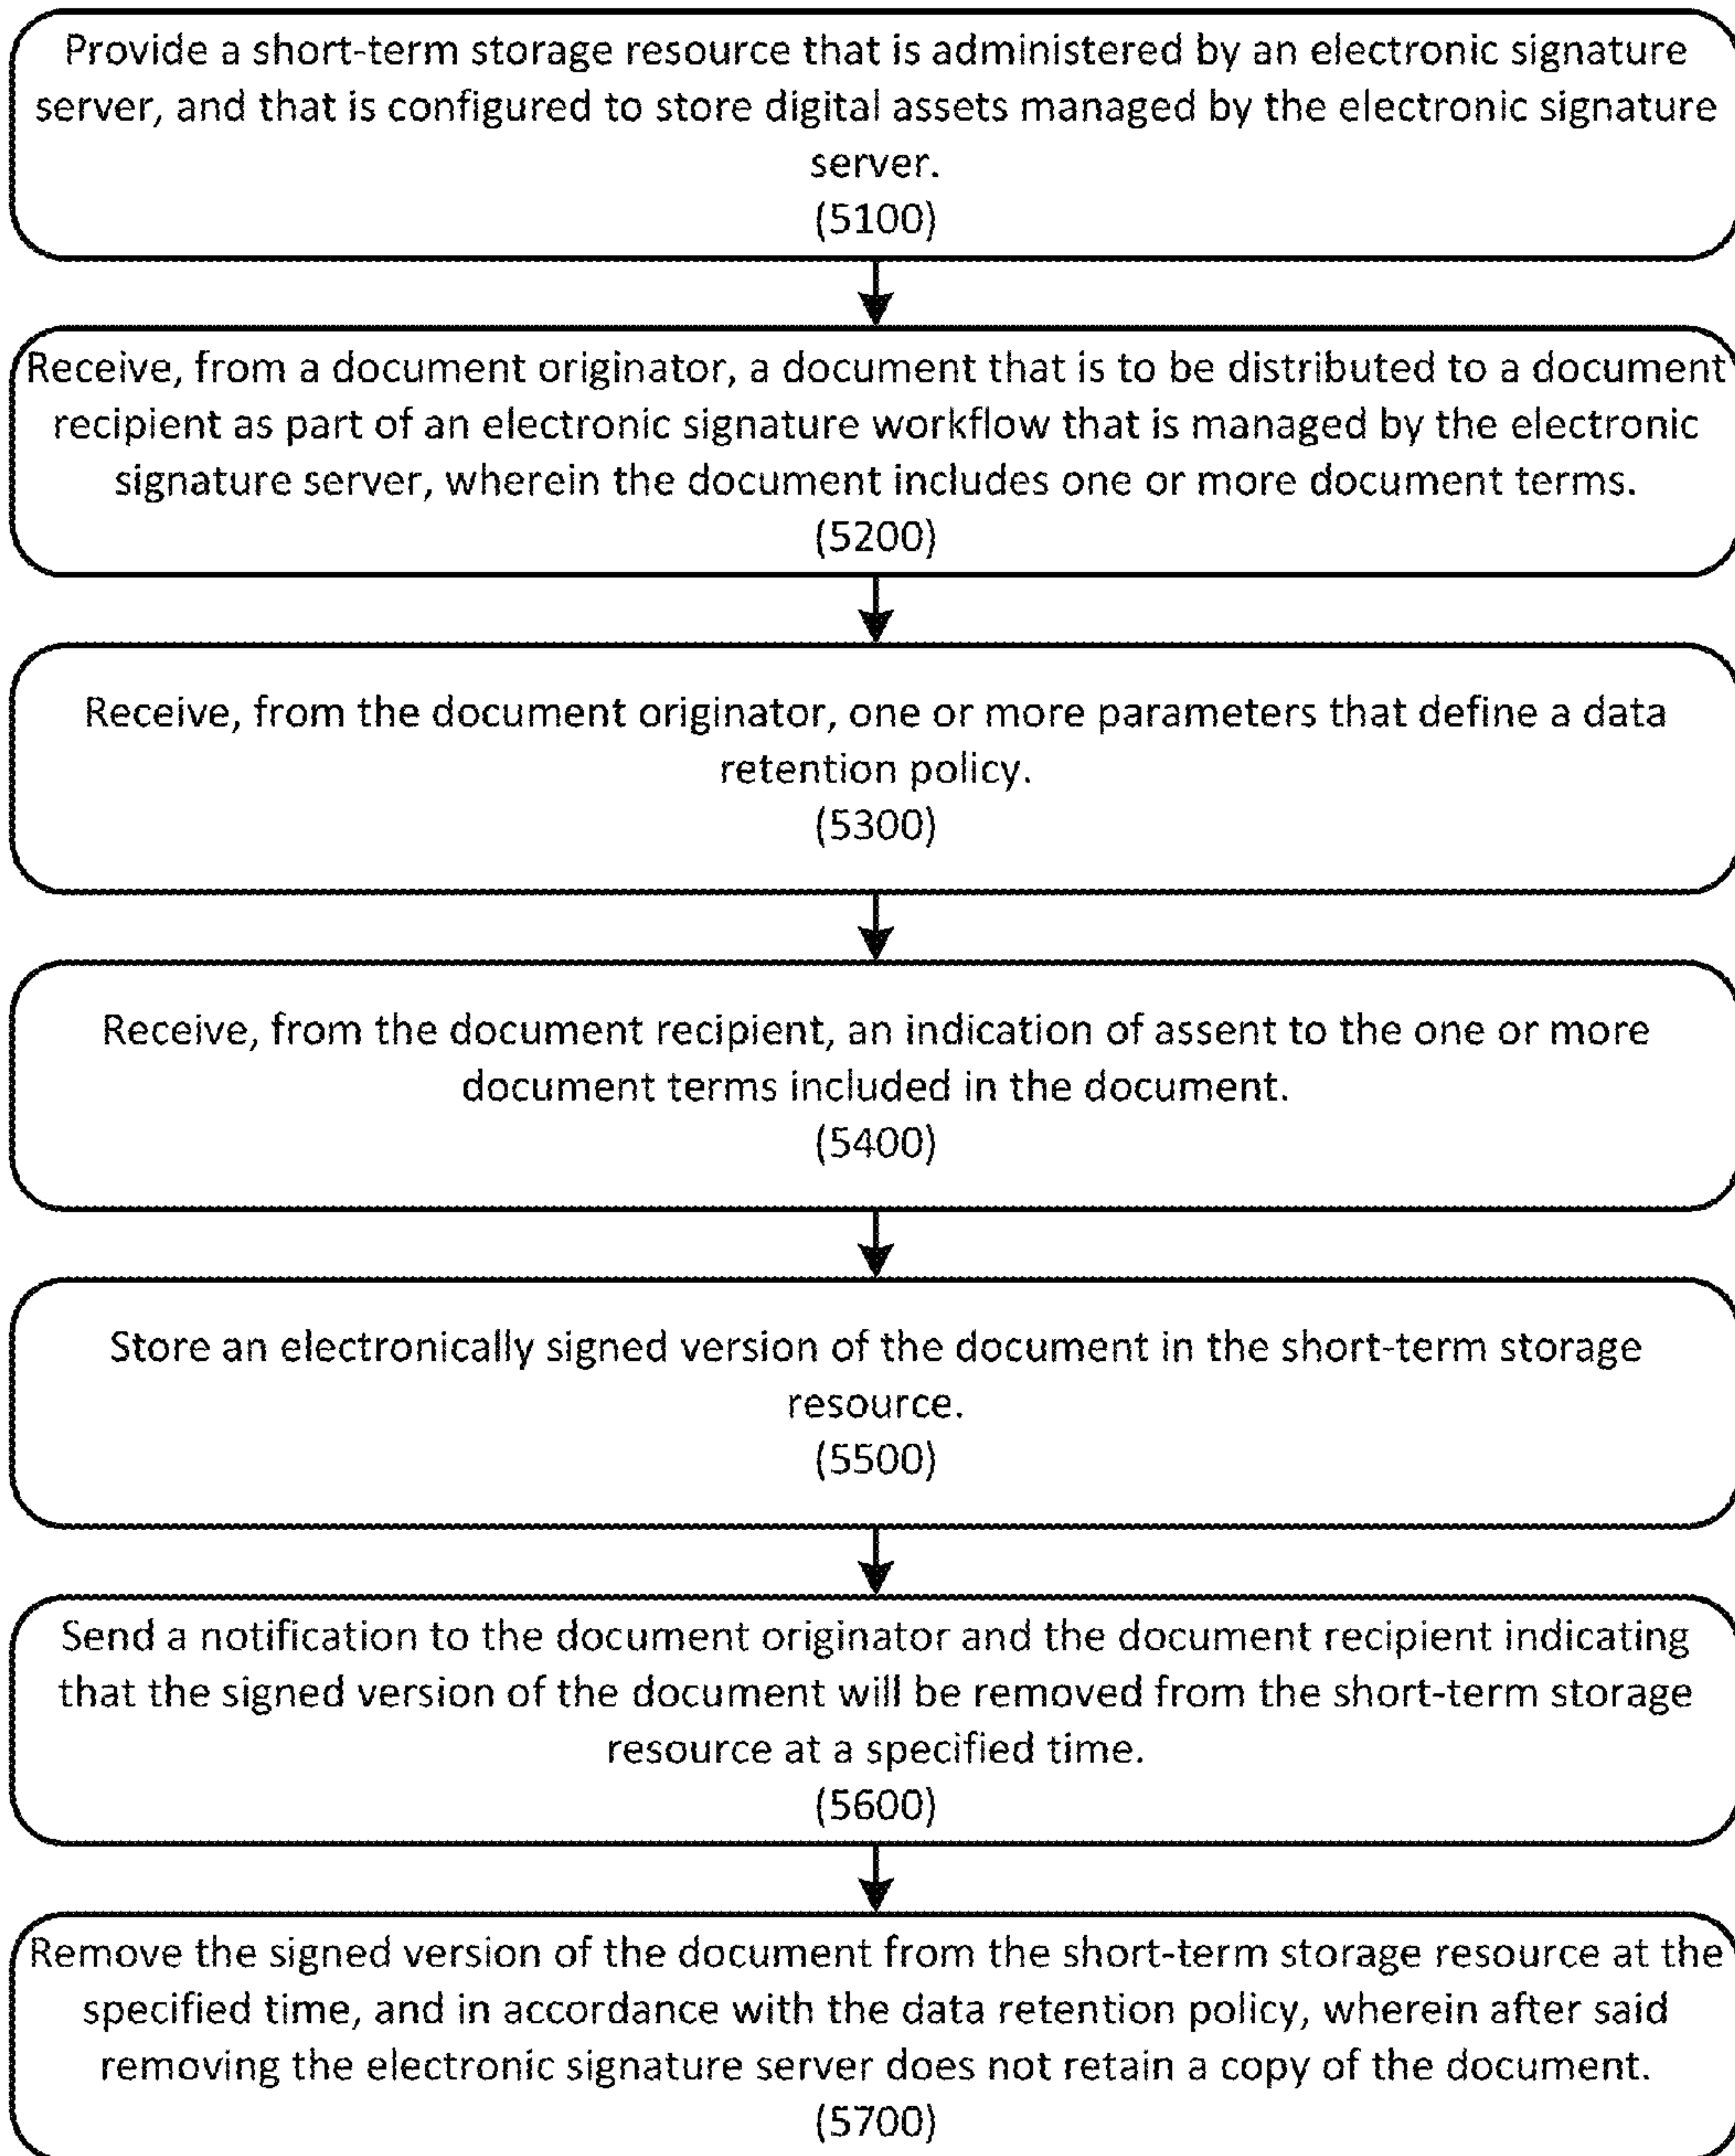 Provide a short-term storage resource that is administered by an electronic signature
server, and that is configured to store digital assets managed by the electronic signature
server.
(5100)
Receive, from a document originator, a document that is to be distributed to a document
recipient as part of an electronic signature workflow that is managed by the electronic
signature server, wherein the document includes one or more document terms.
(5200)
Receive, from the document originator, one or more parameters that define a data
retention policy.
(5300)
Receive, from the document recipient, an indication of assent to the one or more
document terms included in the document.
(5400)
Store an electronically signed version of the document in the short-term storage
resource.
(5500)
Send a notification to the document originator and the document recipient indicating
that the signed version of the document will be removed from the short-term storage
resource at a specified time.
(5600)
Remove the signed version of the document from the short-term storage resource at the
specified time, and in accordance with the data retention policy, wherein after said
removing the electronic signature server does not retain a copy of the document.
(5700)